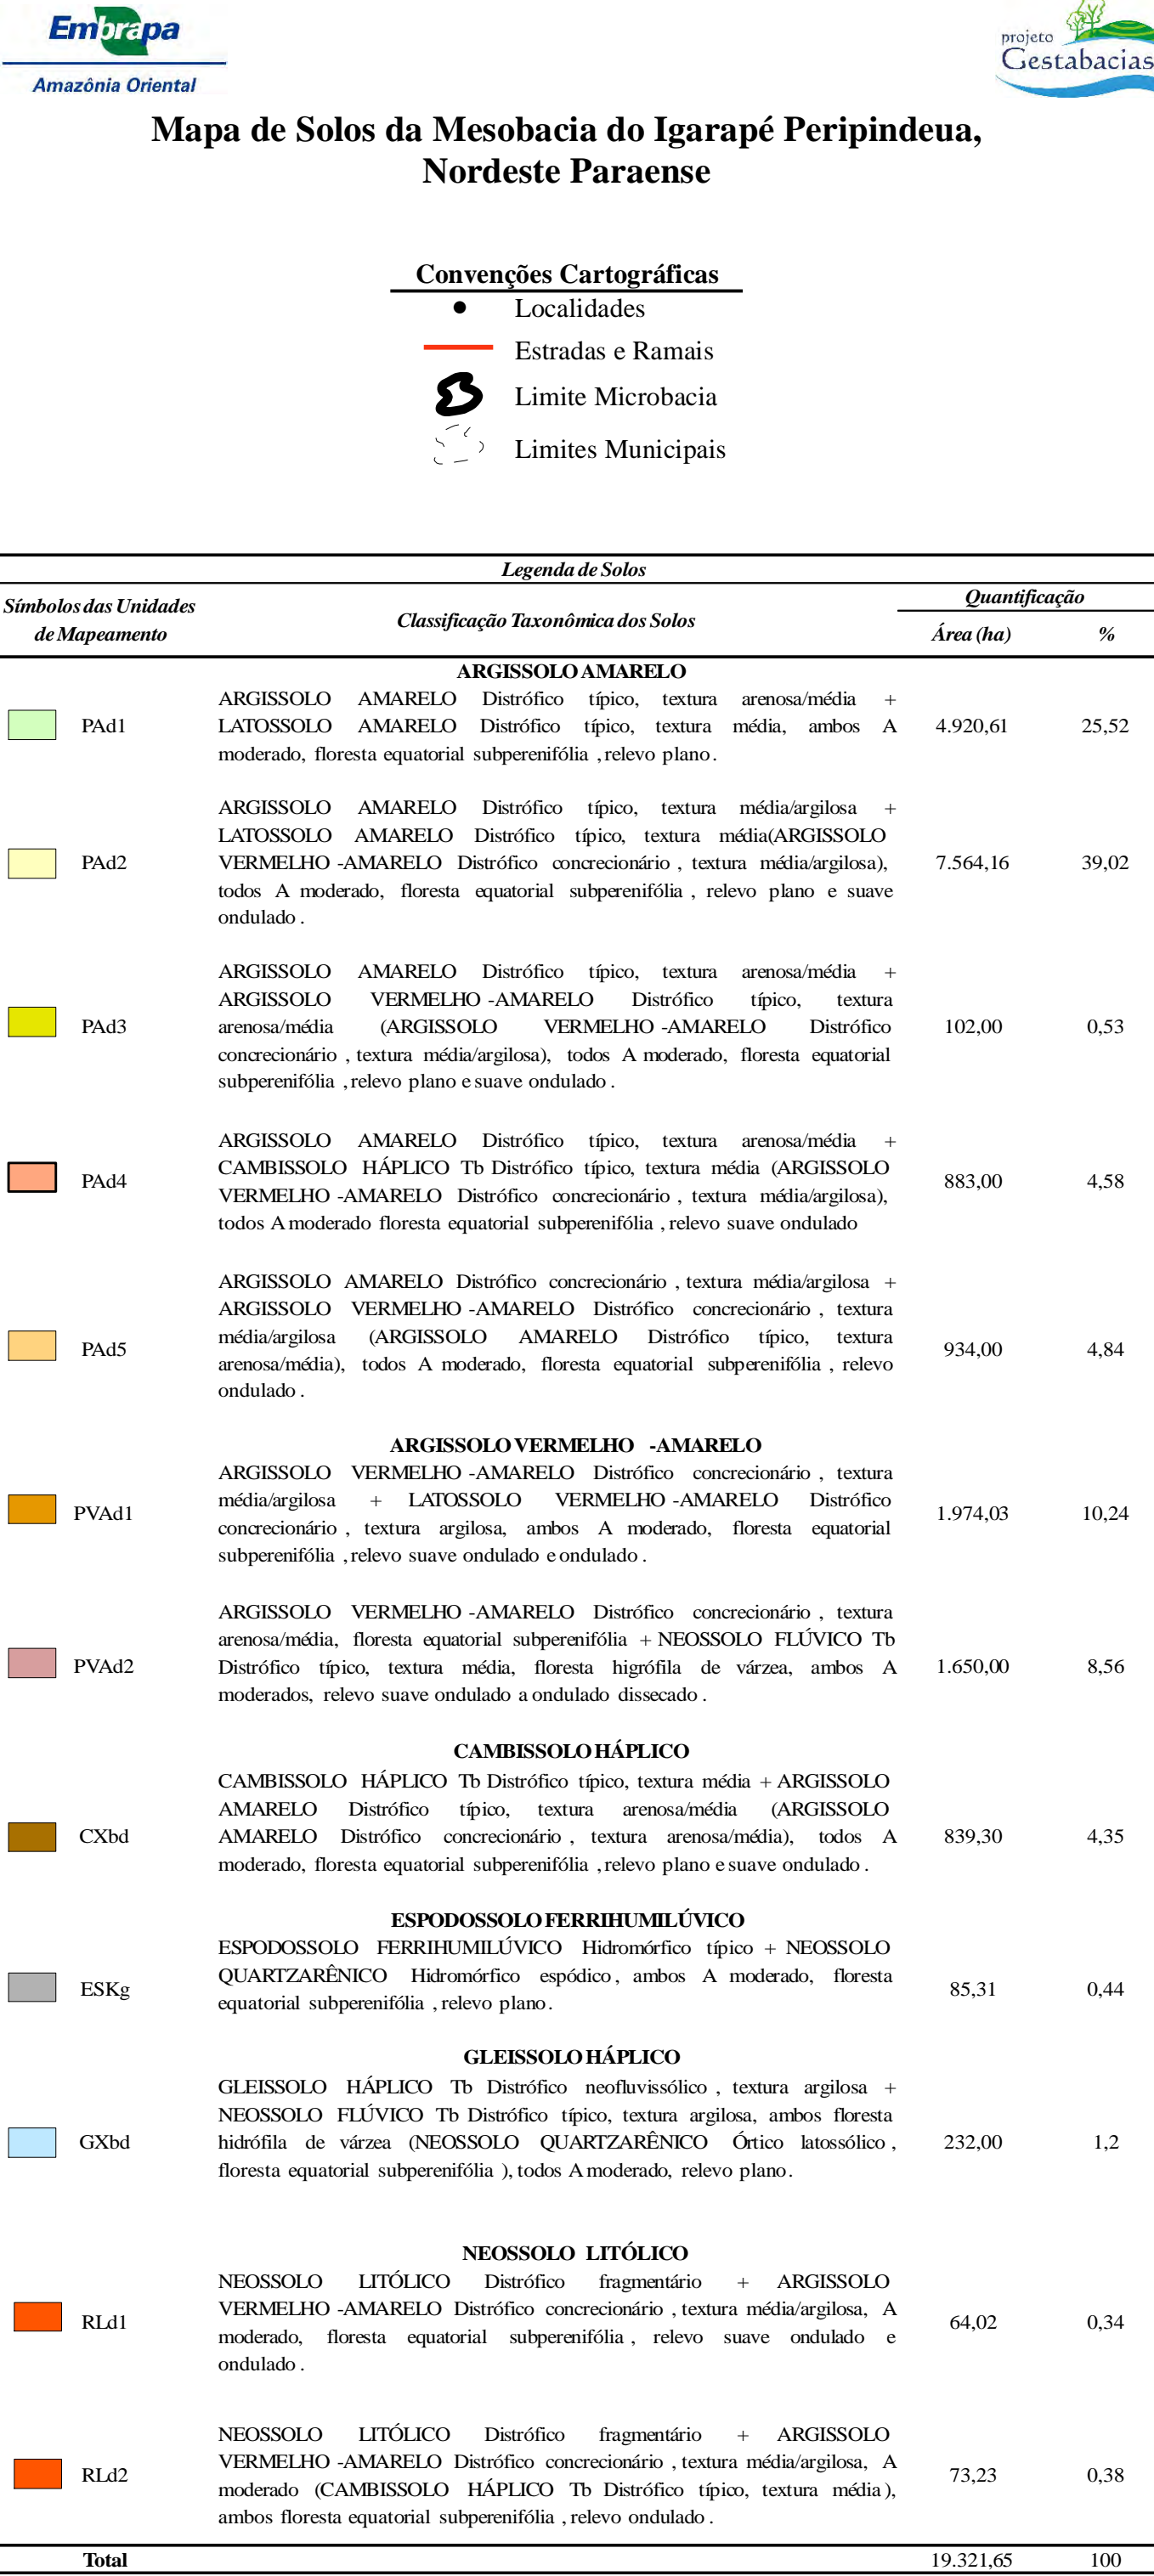 Embrapa
Amazônia Oriental
projeto
Gestabacias
Mapa de Solos da Mesobacia do Igarapé Peripindeua,
Nordeste Paraense
Convenções Cartográficas
Localidades
Estradas e Ramais
Limite Microbacia
Limites Municipais
Legenda de Solos
Símbolos das Unidades
de Mapeamento
Classificação Taxonômica dos Solos
Quantificação
Área (ha) %
ARGISSOLO AMARELO
ARGISSOLO AMARELO Distrófico típico, textura arenosa/média +
PAd1 LATOSSOLO AMARELO Distrófico típico, textura média, ambos A 4.920,61 25,52
moderado, floresta equatorial subperenifólia , relevo plano.
ARGISSOLO AMARELO Distrófico típico, textura média/argilosa +
LATOSSOLO AMARELO Distrófico típico, textura média(ARGISSOLO
PAd2 VERMELHO -AMARELO Distrófico concrecionário , textura média/argilosa), 7.564,16 39,02
todos A moderado, floresta equatorial subperenifólia , relevo plano e suave
ondulado .
ARGISSOLO AMARELO Distrófico típico, textura arenosa/média +
ARGISSOLO VERMELHO -AMARELO Distrófico típico, textura
PAd3 arenosa/média (ARGISSOLO VERMELHO -AMARELO Distrófico 102,00 0,53
concrecionário , textura média/argilosa), todos A moderado, floresta equatorial
subperenifólia , relevo plano e suave ondulado .
ARGISSOLO AMARELO Distrófico típico, textura arenosa/média +
CAMBISSOLO HÁPLICO Tb Distrófico típico, textura média (ARGISSOLO
PAd4 VERMELHO -AMARELO Distrófico concrecionário , textura média/argilosa), 883,00 4,58
todos A moderado floresta equatorial subperenifólia , relevo suave ondulado
ARGISSOLO AMARELO Distrófico concrecionário , textura média/argilosa +
ARGISSOLO VERMELHO -AMARELO Distrófico concrecionário , textura
PAd5 média/argilosa (ARGISSOLO AMARELO Distrófico típico, textura 934,00 4,84
arenosa/média), todos A moderado, floresta equatorial subperenifólia , relevo
ondulado .
ARGISSOLO VERMELHO -AMARELO
ARGISSOLO VERMELHO -AMARELO Distrófico concrecionário , textura
PVAd1 média/argilosa + LATOSSOLO VERMELHO -AMARELO Distrófico 1.974,03 10,24
concrecionário , textura argilosa, ambos A moderado, floresta equatorial
subperenifólia , relevo suave ondulado e ondulado .
ARGISSOLO VERMELHO -AMARELO Distrófico concrecionário , textura
arenosa/média, floresta equatorial subperenifólia + NEOSSOLO FLÚVICO Tb
PVAd2 Distrófico típico, textura média, floresta higrófila de várzea, ambos A 1.650,00 8,56
moderados, relevo suave ondulado a ondulado dissecado .
CAMBISSOLO HÁPLICO
CAMBISSOLO HÁPLICO Tb Distrófico típico, textura média + ARGISSOLO
AMARELO Distrófico típico, textura arenosa/média (ARGISSOLO
CXbd AMARELO Distrófico concrecionário , textura arenosa/média), todos A 839,30 4,35
moderado, floresta equatorial subperenifólia , relevo plano e suave ondulado .
ESPODOSSOLO FERRIHUMILÚVICO
ESPODOSSOLO FERRIHUMILÚVICO Hidromórfico típico + NEOSSOLO
ESKg QUARTZARÊNICO Hidromórfico espódico, ambos A moderado, floresta 85,31 0,44
equatorial subperenifólia , relevo plano.
GLEISSOLO HÁPLICO
GLEISSOLO HÁPLICO Tb Distrófico neofluvissólico , textura argilosa +
NEOSSOLO FLÚVICO Tb Distrófico típico, textura argilosa, ambos floresta
GXbd hidrófila de várzea (NEOSSOLO QUARTZARÊNICO Órtico latossólico , 232,00 1,2
floresta equatorial subperenifólia ), todos A moderado, relevo plano.
NEOSSOLO LITÓLICO
NEOSSOLO LITÓLICO Distrófico fragmentário + ARGISSOLO
RLd1 VERMELHO -AMARELO Distrófico concrecionário , textura média/argilosa, A 64,02 0,34
moderado, floresta equatorial subperenifólia , relevo suave ondulado e
ondulado .
NEOSSOLO LITÓLICO Distrófico fragmentário + ARGISSOLO
VERMELHO -AMARELO Distrófico concrecionário , textura média/argilosa, A
RLd2 moderado (CAMBISSOLO HÁPLICO Tb Distrófico típico, textura média), 73,23 0,38
ambos floresta equatorial subperenifólia , relevo ondulado .
Total 19.321,65 100